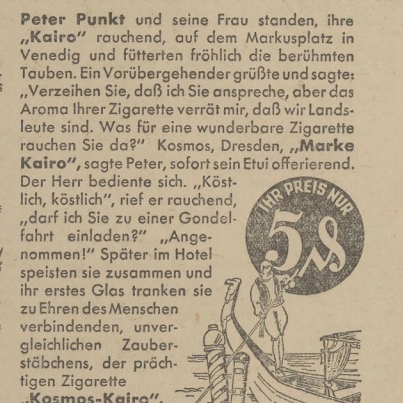 Peter Punkt und seine Frau standen, ihre
„Kairo" rauchend, auf dem Markusplatz in
Venedig und fütterten fröhlich die berühmten
Tauben. Ein Vorübergehender grüßte und sagte:
„Verzeihen Sie, daß ich Sie anspreche, aber das
Aroma Ihrer Zigarette verrät mir, daß wir Lands-
leute sind. Was für eine wunderbare Zigarette
rauchen Sie da?" Kosmos, Dresden, „Marke
Kairo", sagte Peter, sofort sein Etui offerierend.
Der Herr bediente sich. „Köst-
lich, köstlich", rief er rauchend,
„darf ich Sie zu einer Gondel-
fahrt einladen?" „Ange-
nommen!" Später im Hotel
speisten sie zusammen und
ihr erstes Glas tranken sie
zu Ehren des Menschen
verbindenden, unver-
gleichlichen Zauber-
stäbchens, der präch-
tigen Zigarette
„Kosmos-Kairo".
IHR PREIS NUR
5 ₰